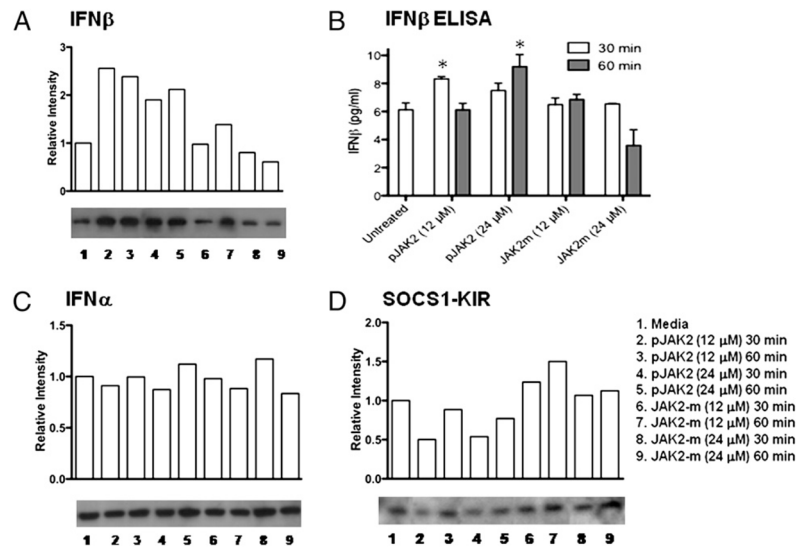 A IFNβ
Relative Intensity
3
2
1
0
1 2 3 4 5 6 7 8 9
B IFNβ ELISA
IFNβ (pg/ml)
10
8
6
4
2
0
* *
30 min
60 min
Untreated
pJAK2 (12 µM)
pJAK2 (24 µM)
JAK2m (12 µM)
JAK2m (24 µM)
C IFNα
Relative Intensity
1.5
1.0
0.5
0.0
1 2 3 4 5 6 7 8 9
D SOCS1-KIR
Relative Intensity
2.0
1.5
1.0
0.5
0.0
1 2 3 4 5 6 7 8 9
1. Media
2. pJAK2 (12 µM) 30 min
3. pJAK2 (12 µM) 60 min
4. pJAK2 (24 µM) 30 min
5. pJAK2 (24 µM) 60 min
6. JAK2-m (12 µM) 30 min
7. JAK2-m (12 µM) 60 min
8. JAK2-m (24 µM) 30 min
9. JAK2-m (24 µM) 60 min